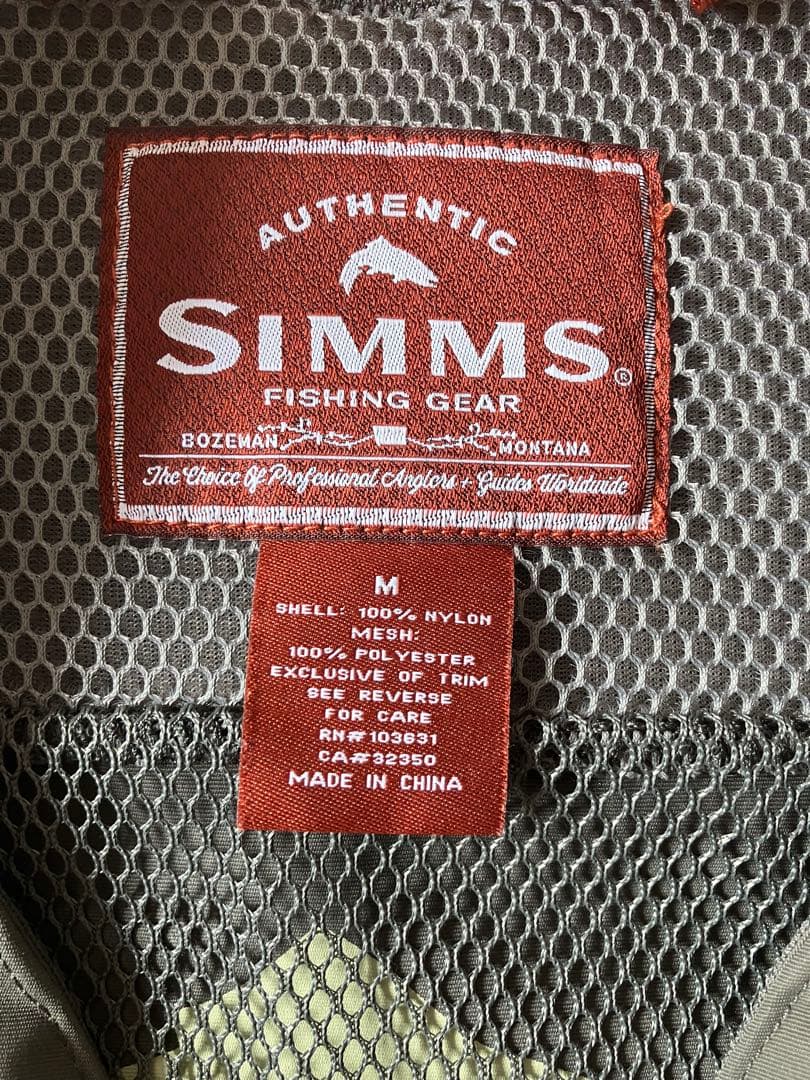 AUTHENTIC
SIMMS®
FISHING GEAR
BOZEMAN MONTANA
The Choice Of Professional Anglers + Guides Worldwide
M
SHELL: 100% NYLON
MESH:
100% POLYESTER
EXCLUSIVE OF TRIM
SEE REVERSE
FOR CARE
RN#103631
CA#32350
MADE IN CHINA